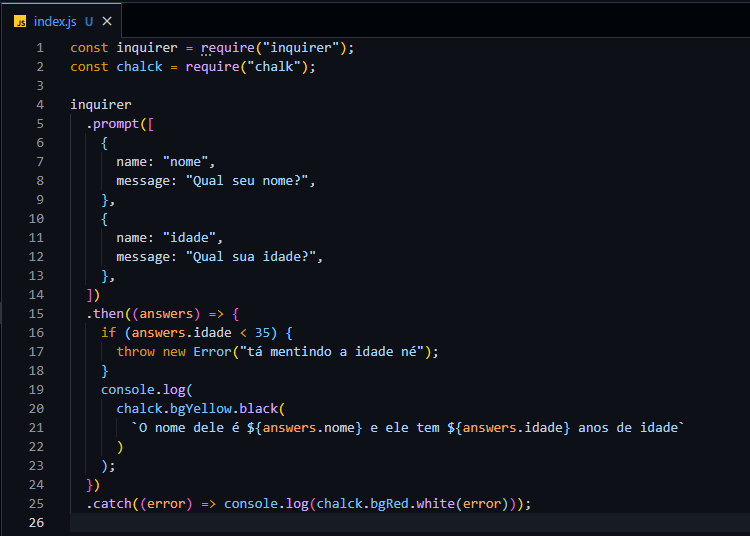 JS index.js U ×
1 const inquirer = require("inquirer");
2 const chalck = require("chalk");
3
4 inquirer
5   .prompt([
6     {
7       name: "nome",
8       message: "Qual seu nome?",
9     },
10     {
11       name: "idade",
12       message: "Qual sua idade?",
13     },
14   ])
15   .then((answers) => {
16     if (answers.idade < 35) {
17       throw new Error("tá mentindo a idade né");
18     }
19     console.log(
20       chalck.bgYellow.black(
21         `O nome dele é ${answers.nome} e ele tem ${answers.idade} anos de idade`
22       )
23     );
24   })
25   .catch((error) => console.log(chalck.bgRed.white(error)));
26